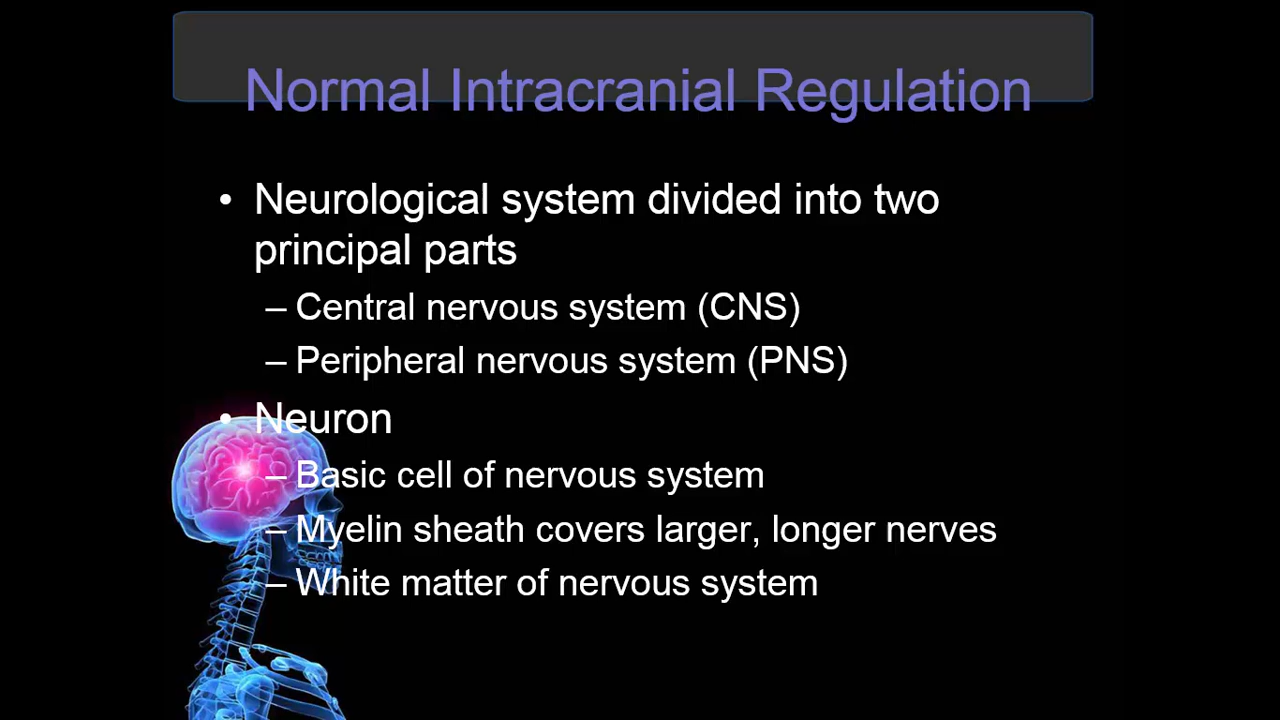 Normal Intracranial Regulation
• Neurological system divided into two
principal parts
– Central nervous system (CNS)
– Peripheral nervous system (PNS)
• Neuron
– Basic cell of nervous system
– Myelin sheath covers larger, longer nerves
– White matter of nervous system